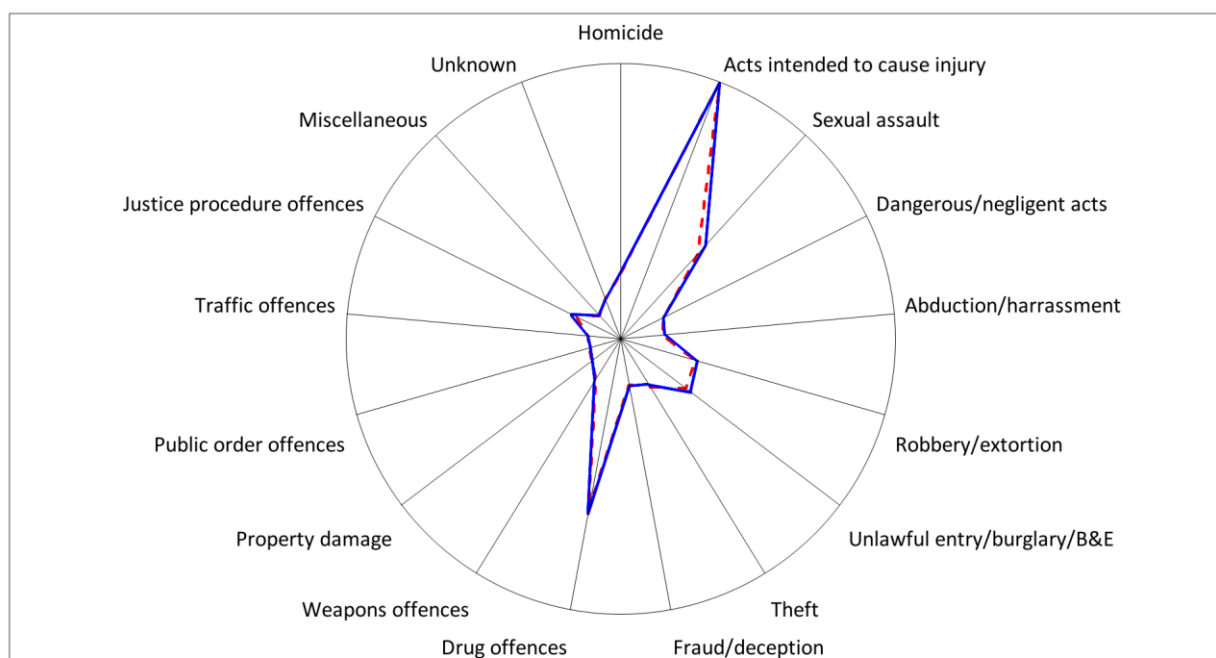 Homicide
Acts intended to cause injury
Sexual assault
Dangerous/negligent acts
Abduction/harrassment
Robbery/extortion
Unlawful entry/burglary/B&E
Theft
Fraud/deception
Drug offences
Weapons offences
Property damage
Public order offences
Traffic offences
Justice procedure offences
Miscellaneous
Unknown